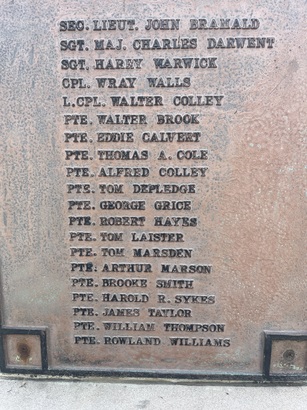 SEC. LIEUT. JOHN BRAMALD
SGT. MAJ. CHARLES DARWENT
SGT. HARRY WARWICK
CPL. WRAY WALLS
L.CPL. WALTER COLLEY
PTE. WALTER BROOK
PTE. EDDIE CALVERT
PTE. THOMAS A. COLE
PTE. ALFRED COLLEY
PTE. TOM DEPLEDGE
PTE. GEORGE GRICE
PTE. ROBERT HAYES
PTE. TOM LAISTER
PTE. TOM MARSDEN
PTE. ARTHUR MARSON
PTE. BROOKE SMITH
PTE. HAROLD R. SYKES
PTE. JAMES TAYLOR
PTE. WILLIAM THOMPSON
PTE. ROWLAND WILLIAMS